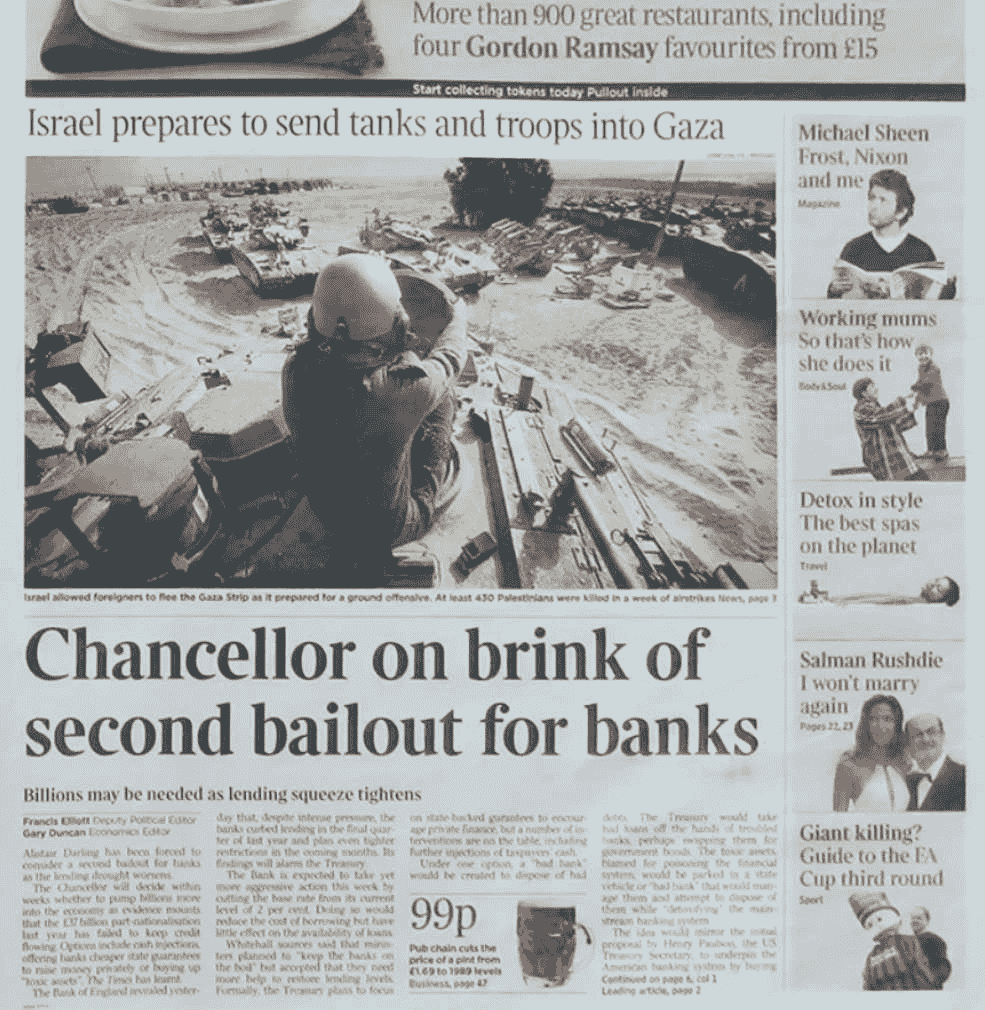 More than 900 great restaurants, including
four Gordon Ramsay favourites from £15
Start collecting tokens today Pullout inside
Israel prepares to send tanks and troops into Gaza
Israel allowed foreigners to flee the Gaza Strip as it prepared for a ground offensive. At least 430 Palestinians were killed in a week of airstrikes News, page 7
Chancellor on brink of
second bailout for banks
Billions may be needed as lending squeeze tightens
Francis Elliott Deputy Political Editor
Gary Duncan Economics Editor
Alistair Darling has been forced to
consider a second bailout for banks
as the lending drought worsens.
The Chancellor will decide within
weeks whether to pump billions more
into the economy as evidence mounts
that the £37 billion part-nationalisation
last year has failed to keep credit
flowing. Options include cash injections,
offering banks cheaper state guarantees
to raise money privately or buying up
"toxic assets", The Times has learnt.
The Bank of England revealed yester-
day that, despite intense pressure, the
banks curbed lending in the final quar-
ter of last year and plan even tighter
restrictions in the coming months. Its
findings will alarm the Treasury.
The Bank is expected to take yet
more aggressive action this week by
cutting the base rate from its current
level of 2 per cent. Doing so would
reduce the cost of borrowing but have
little effect on the availability of loans.
Whitehall sources said that minis-
ters planned to "keep the banks on
the boil" but accepted that they need
more help to restore lending levels.
Formally, the Treasury plans to focus
on state-backed guarantees to encour-
age private finance, but a number of in-
terventions are on the table, including
further injections of taxpayers' cash.
Under one option, a "bad bank"
would be created to dispose of bad
99p
Pub chain cuts the
price of a pint from
£1.69 to 1989 levels
Business, page 47
debts. The Treasury would take
bad loans off the hands of troubled
banks, perhaps swapping them for
government bonds. The toxic assets,
blamed for poisoning the financial
system, would be parked in a state
vehicle or "bad bank" that would man-
age them and attempt to dispose of
them while "detoxifying" the main-
stream banking system.
The idea would mirror the initial
proposal by Henry Paulson, the US
Treasury Secretary, to underpin the
American banking system by buying
Continued on page 6, col 1
Leading article, page 2
Michael Sheen
Frost, Nixon
and me
Magazine
Working mums
So that's how
she does it
Body&Soul
Detox in style
The best spas
on the planet
Travel
Salman Rushdie
I won't marry
again
Pages 22, 23
Giant killing?
Guide to the FA
Cup third round
Sport